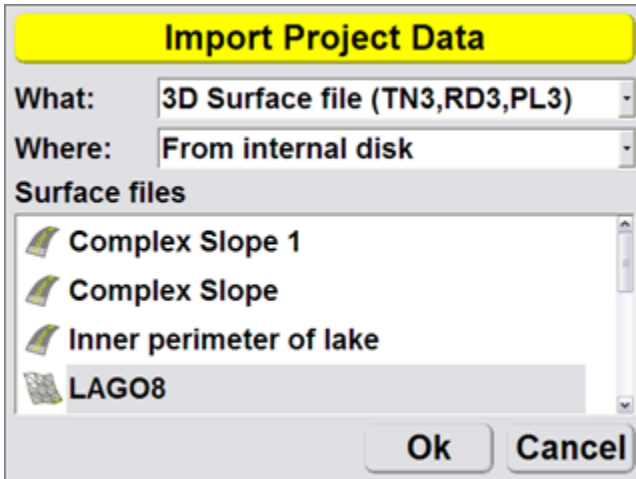 Import Project Data
What: 3D Surface file (TN3,RD3,PL3)
Where: From internal disk
Surface files
Complex Slope 1
Complex Slope
Inner perimeter of lake
LAGO8
Ok Cancel